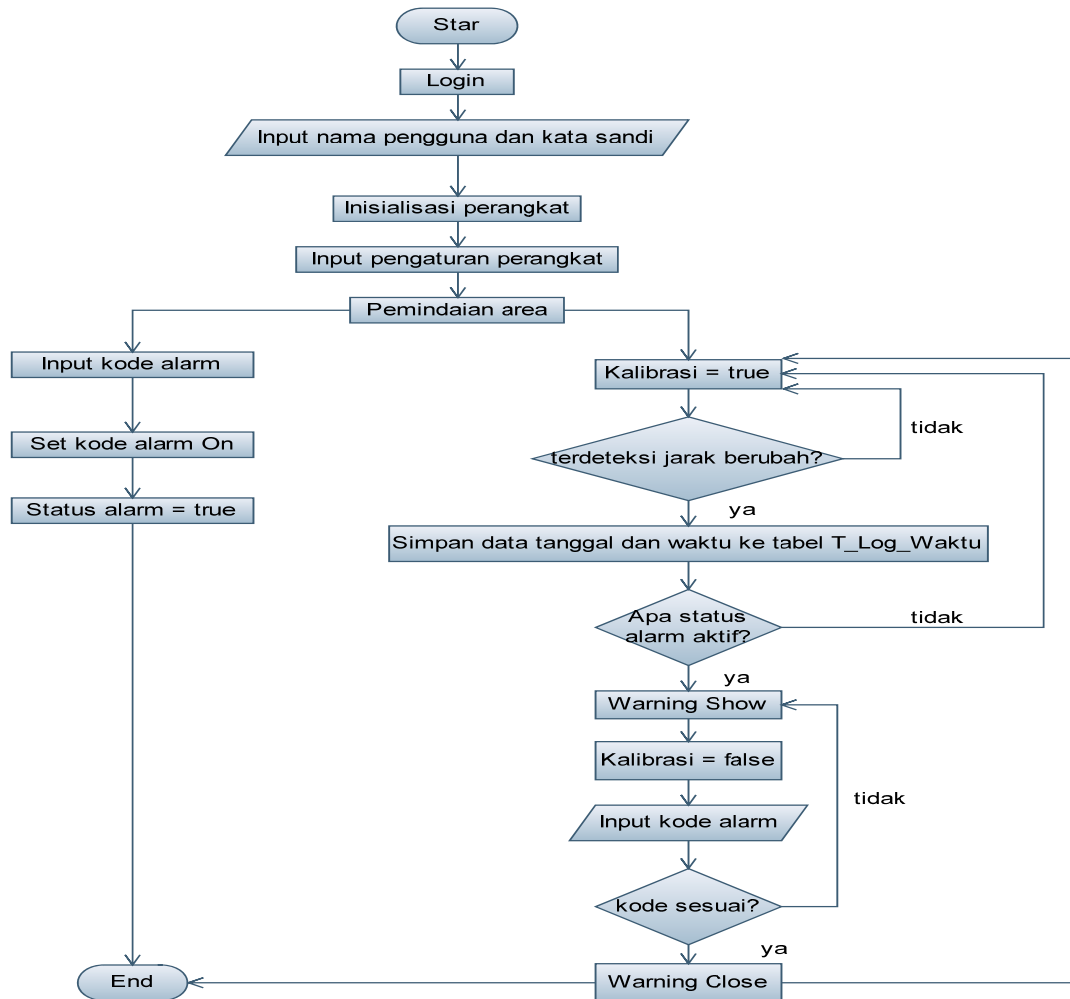 Star
Login
Input nama pengguna dan kata sandi
Inisialisasi perangkat
Input pengaturan perangkat
Pemindaian area
Input kode alarm
Set kode alarm On
Status alarm = true
Kalibrasi = true
tidak
terdeteksi jarak berubah?
ya
Simpan data tanggal dan waktu ke tabel T_Log_Waktu
Apa status
alarm aktif?
tidak
ya
Warning Show
Kalibrasi = false
tidak
Input kode alarm
kode sesuai?
ya
Warning Close
End